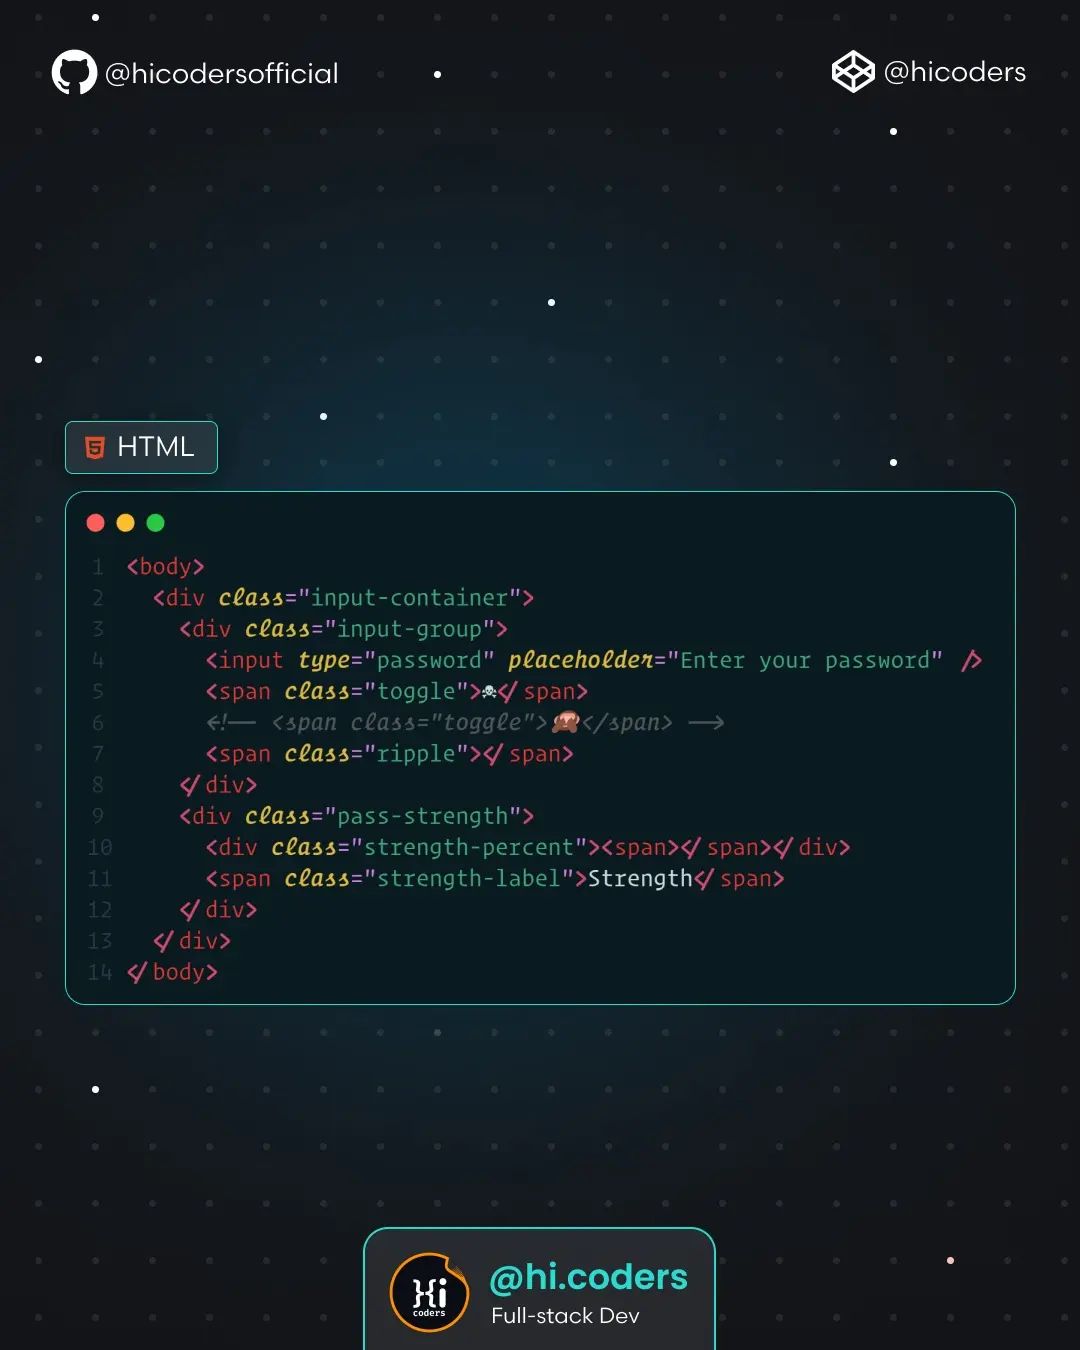 @hicodersofficial
@hicoders
HTML
1 <body>
2 <div class="input-container">
3 <div class="input-group">
4 <input type="password" placeholder="Enter your password" />
5 <span class="toggle">☠</span>
6 <!-- <span class="toggle">🙈</span> -->
7 <span class="ripple"></span>
8 </div>
9 <div class="pass-strength">
10 <div class="strength-percent"><span></span></div>
11 <span class="strength-label">Strength</span>
12 </div>
13 </div>
14 </body>
Hi
coders
@hi.coders
Full-stack Dev